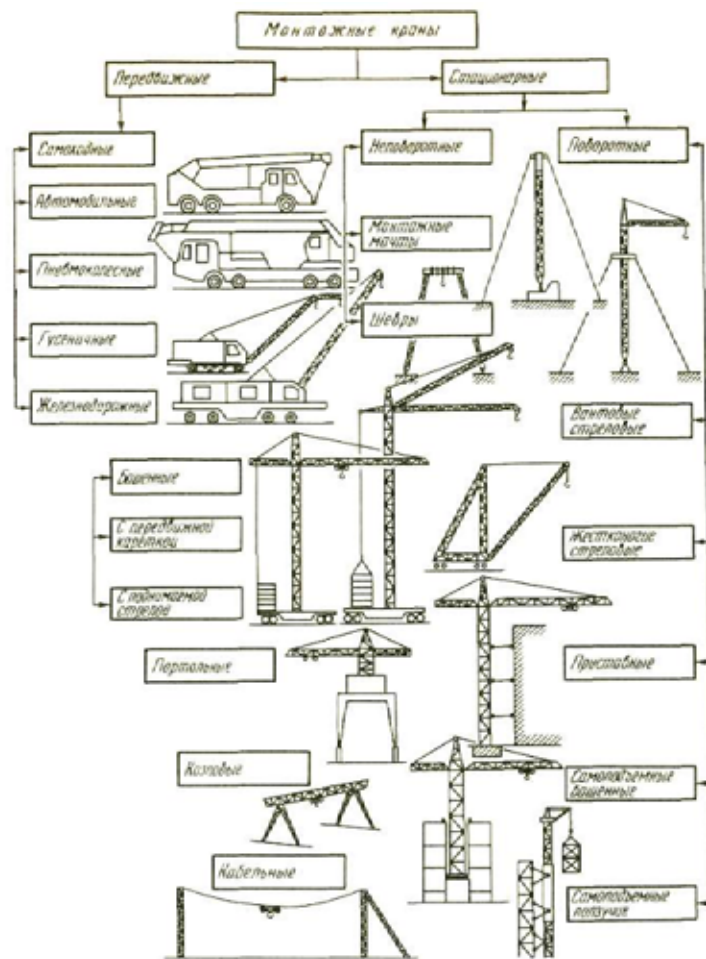 Монтажные краны
Передвижные
Стационарные
Самоходные
Неповоротные
Поворотные
Автомобильные
Монтажные
мачты
Пневмоколесные
Шевры
Гусеничные
Железнодорожные
Вантовые
стреловые
Башенные
С передвижной
кареткой
Жестконогие
стреловые
С поднимаемой
стрелой
Портальные
Приставные
Козловые
Самоподъемные
башенные
Кабельные
Самоподъемные
ползучие